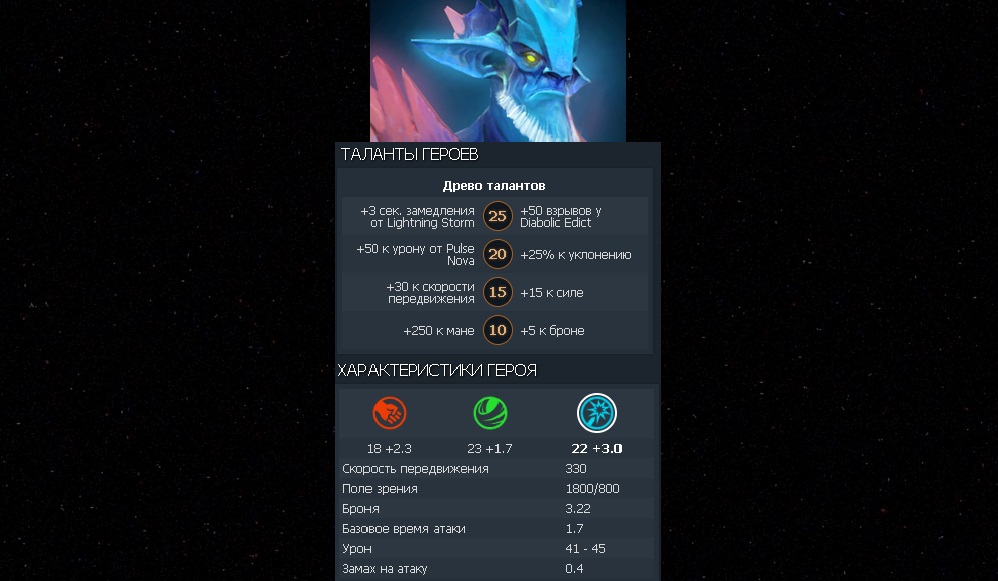 ТАЛАНТЫ ГЕРОЕВ
Древо талантов
+3 сек. замедления
от Lightning Storm
25
+50 взрывов у
Diabolic Edict
+50 к урону от Pulse
Nova
20
+25% к уклонению
+30 к скорости
передвижения
15
+15 к силе
+250 к мане
10
+5 к броне
ХАРАКТЕРИСТИКИ ГЕРОЯ
18 +2.3 23 +1.7 22 +3.0
Скорость передвижения 330
Поле зрения 1800/800
Броня 3.22
Базовое время атаки 1.7
Урон 41 - 45
Замах на атаку 0.4